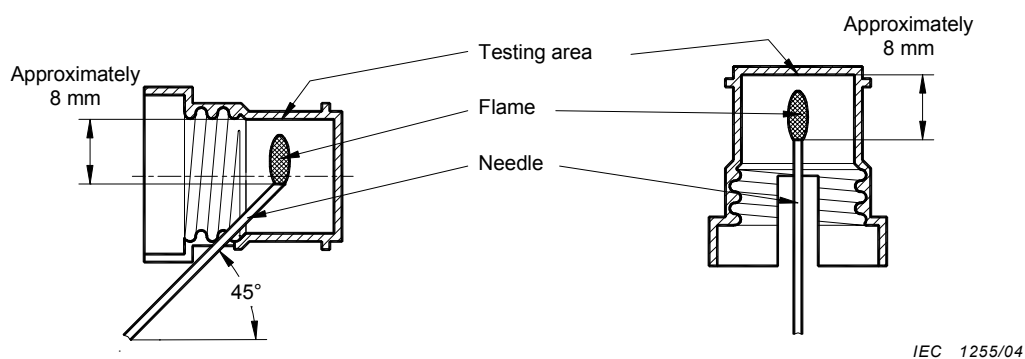 Approximately
8 mm
Testing area
Flame
Needle
45°
Approximately
8 mm
IEC 1255/04